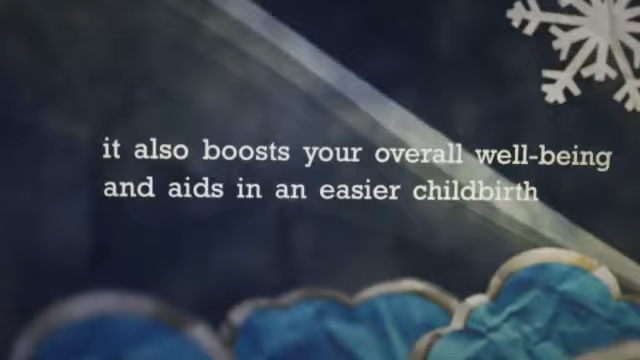 it also boosts your overall well-being
and aids in an easier childbirth